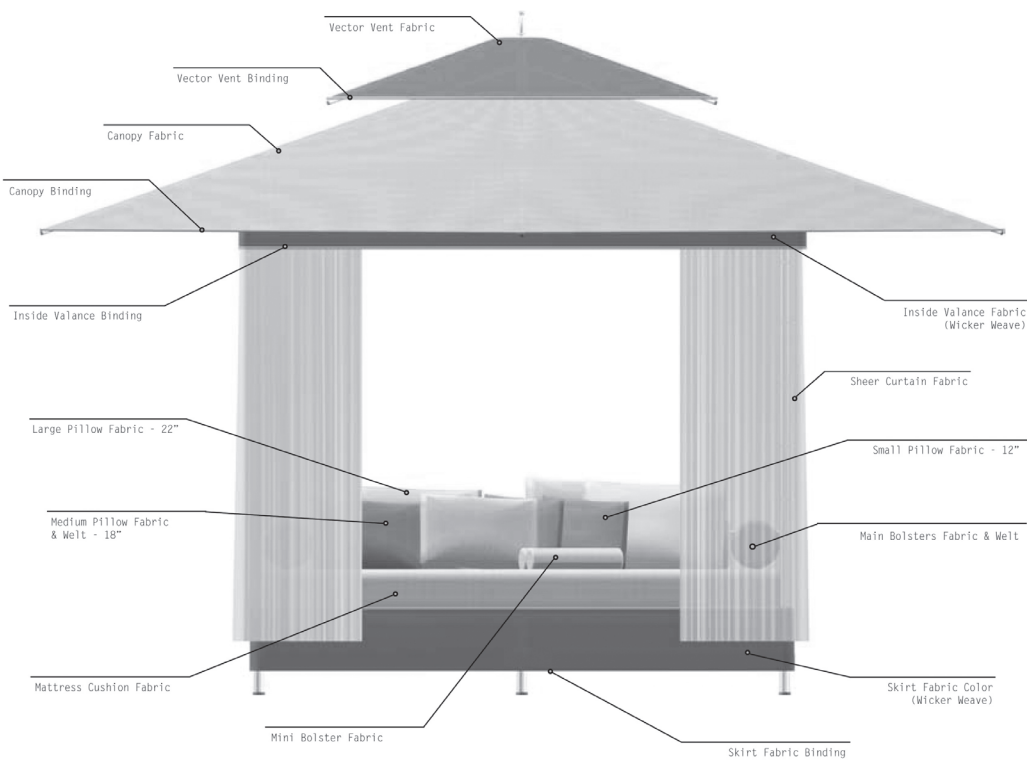 Vector Vent Fabric
Vector Vent Binding
Canopy Fabric
Canopy Binding
Inside Valance Binding
Inside Valance Fabric
(Wicker Weave)
Sheer Curtain Fabric
Large Pillow Fabric - 22”
Small Pillow Fabric - 12”
Medium Pillow Fabric
& Welt - 18”
Main Bolsters Fabric & Welt
Mattress Cushion Fabric
Skirt Fabric Color
(Wicker Weave)
Mini Bolster Fabric
Skirt Fabric Binding